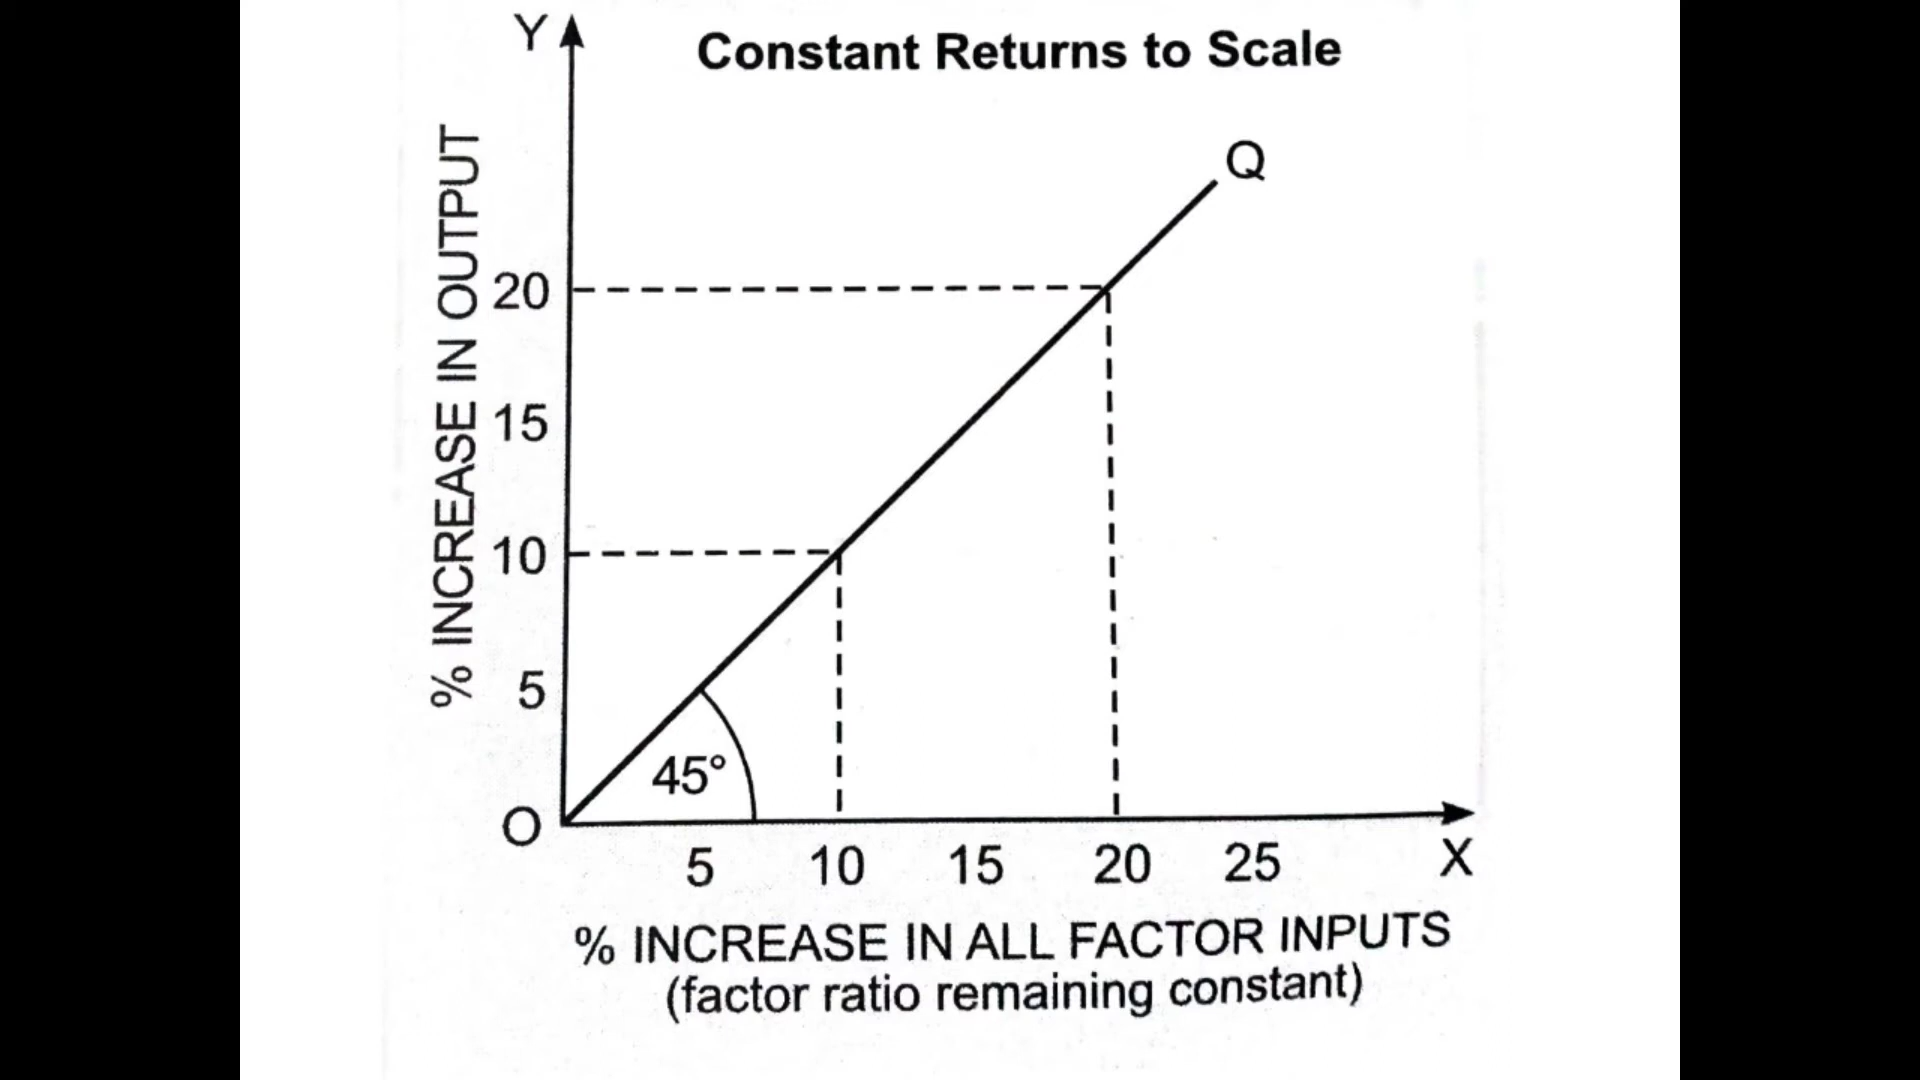 Y
Constant Returns to Scale
Q
% INCREASE IN OUTPUT
20
15
10
5
45°
O
5 10 15 20 25 X
% INCREASE IN ALL FACTOR INPUTS
(factor ratio remaining constant)